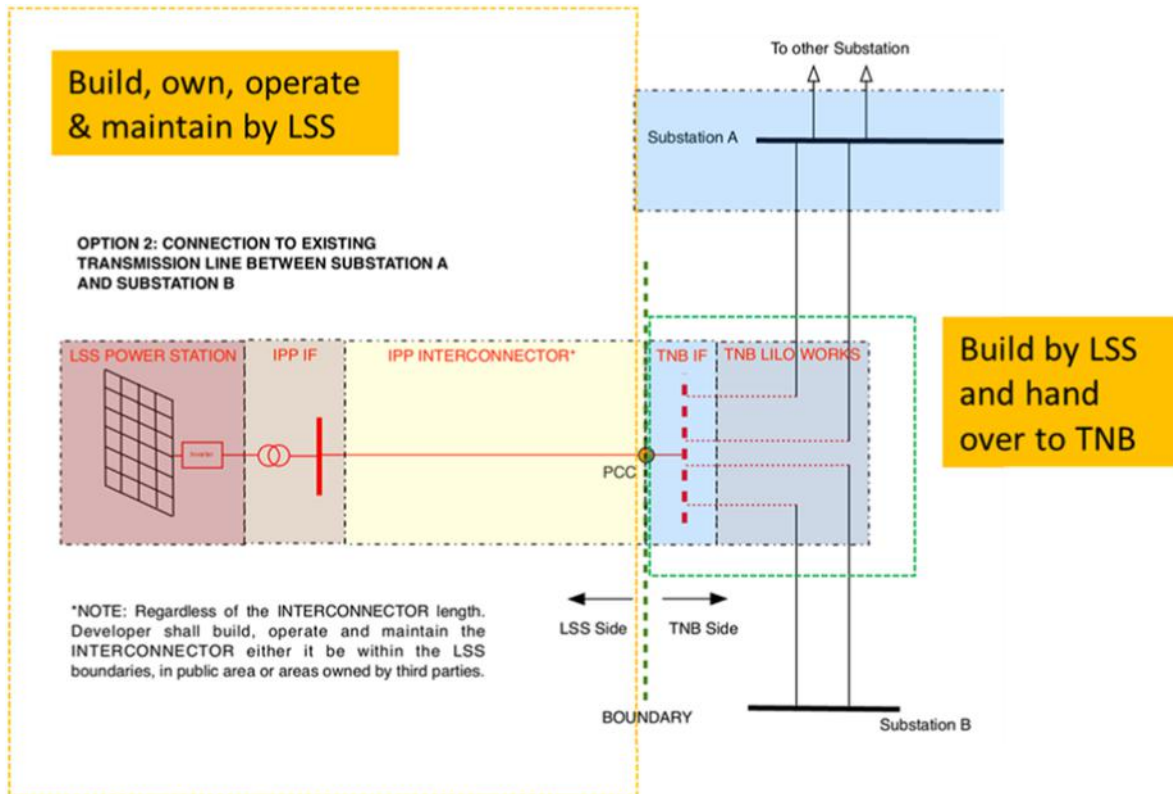 Build, own, operate
& maintain by LSS
To other Substation
Substation A
OPTION 2: CONNECTION TO EXISTING
TRANSMISSION LINE BETWEEN SUBSTATION A
AND SUBSTATION B
LSS POWER STATION
IPP IF
IPP INTERCONNECTOR*
TNB IF
TNB LILO WORKS
Inverter
PCC
Build by LSS
and hand
over to TNB
*NOTE: Regardless of the INTERCONNECTOR length.
Developer shall build, operate and maintain the
INTERCONNECTOR either it be within the LSS
boundaries, in public area or areas owned by third parties.
LSS Side
TNB Side
BOUNDARY
Substation B